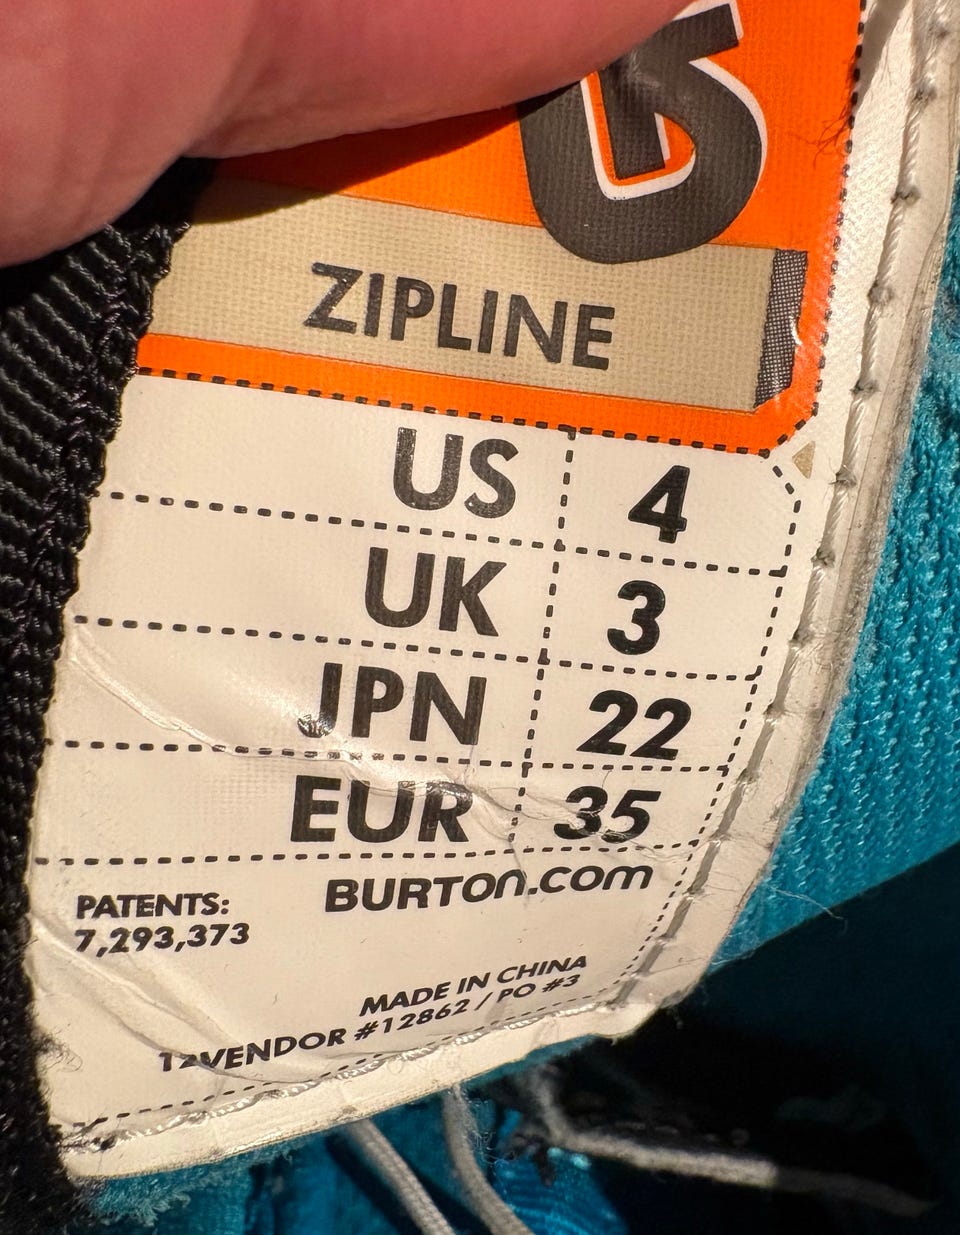 ZIPLINE
US 4
UK 3
JPN 22
EUR 35
BURTON.COM
PATENTS:
7,293,373
MADE IN CHINA
12VENDOR #12862 / PO #3